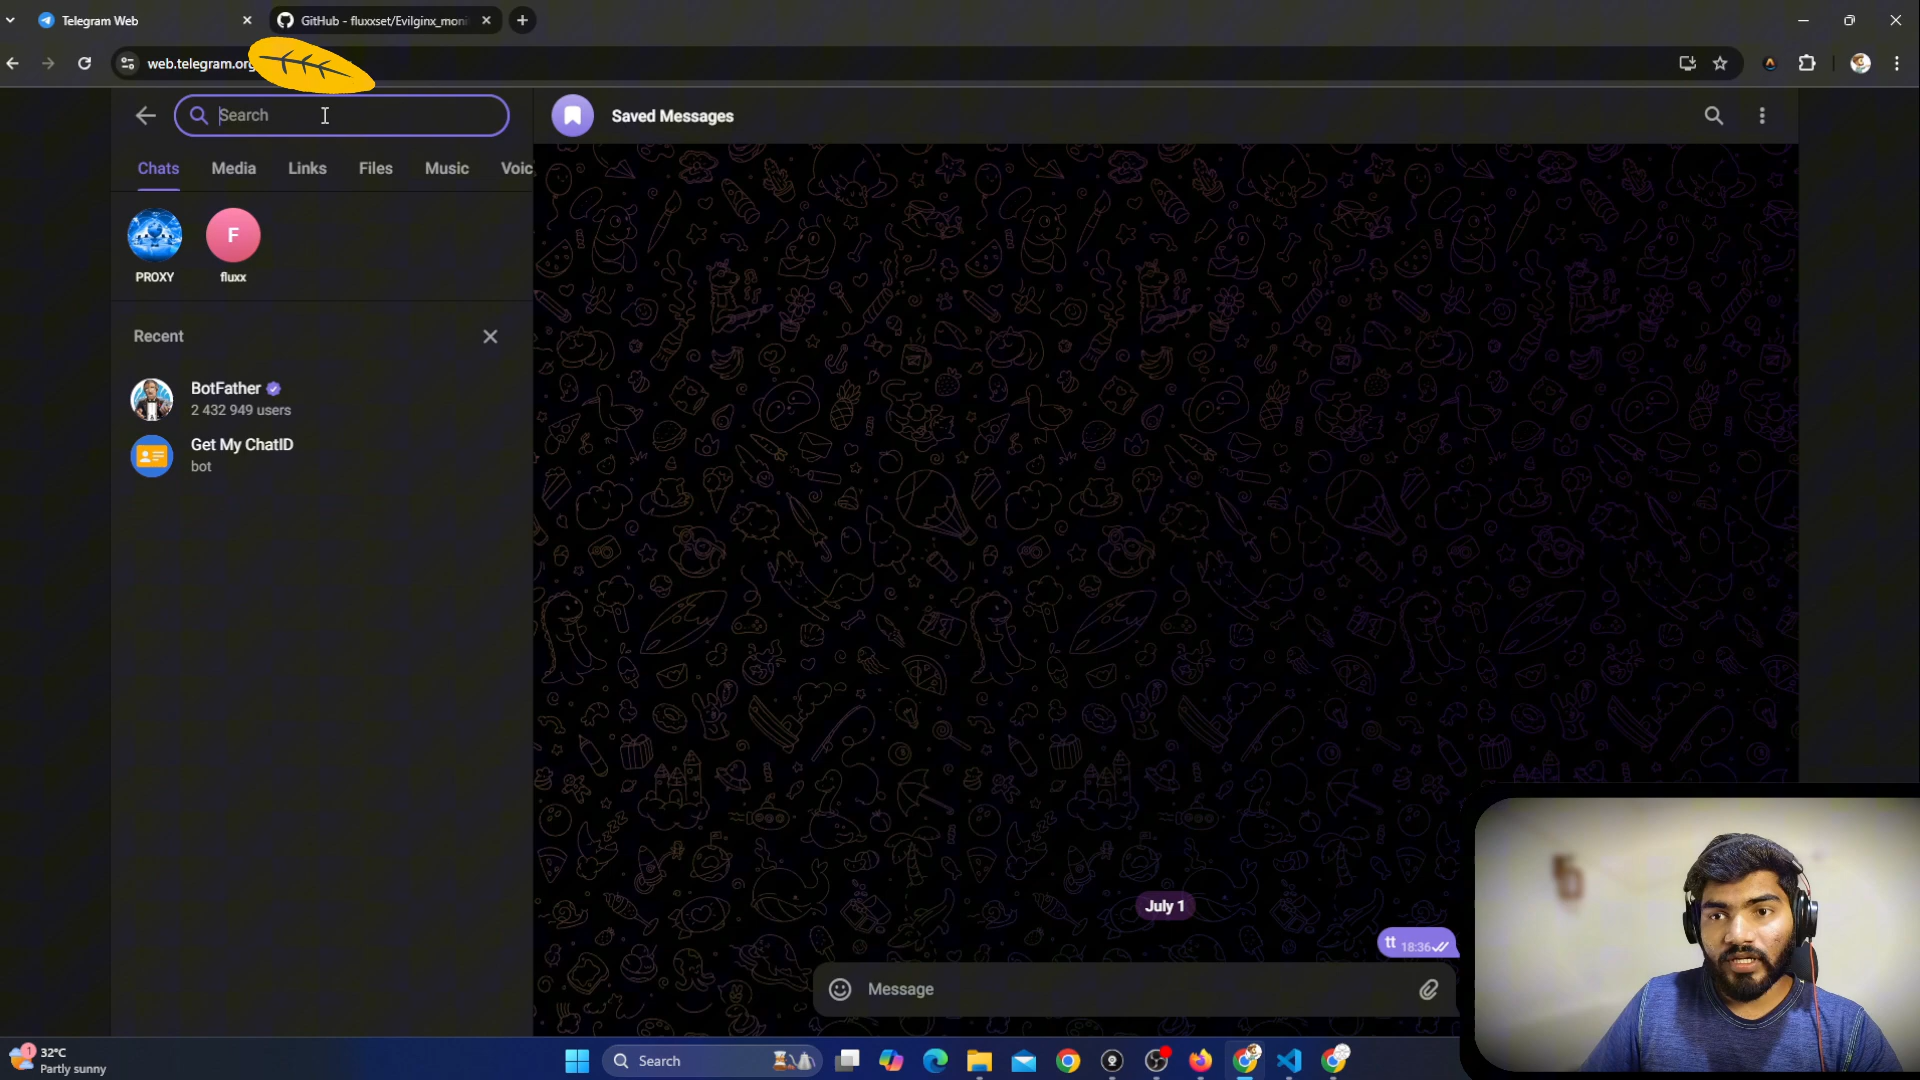 Telegram Web
GitHub - fluxxset/Evilginx_moni
web.telegram.org
Search
Saved Messages
Chats
Media
Links
Files
Music
Voic
PROXY
F
fluxx
Recent
BotFather
2 432 949 users
Get My ChatID
bot
July 1
tt 18:36
Message
1
32°C
Partly sunny
Search